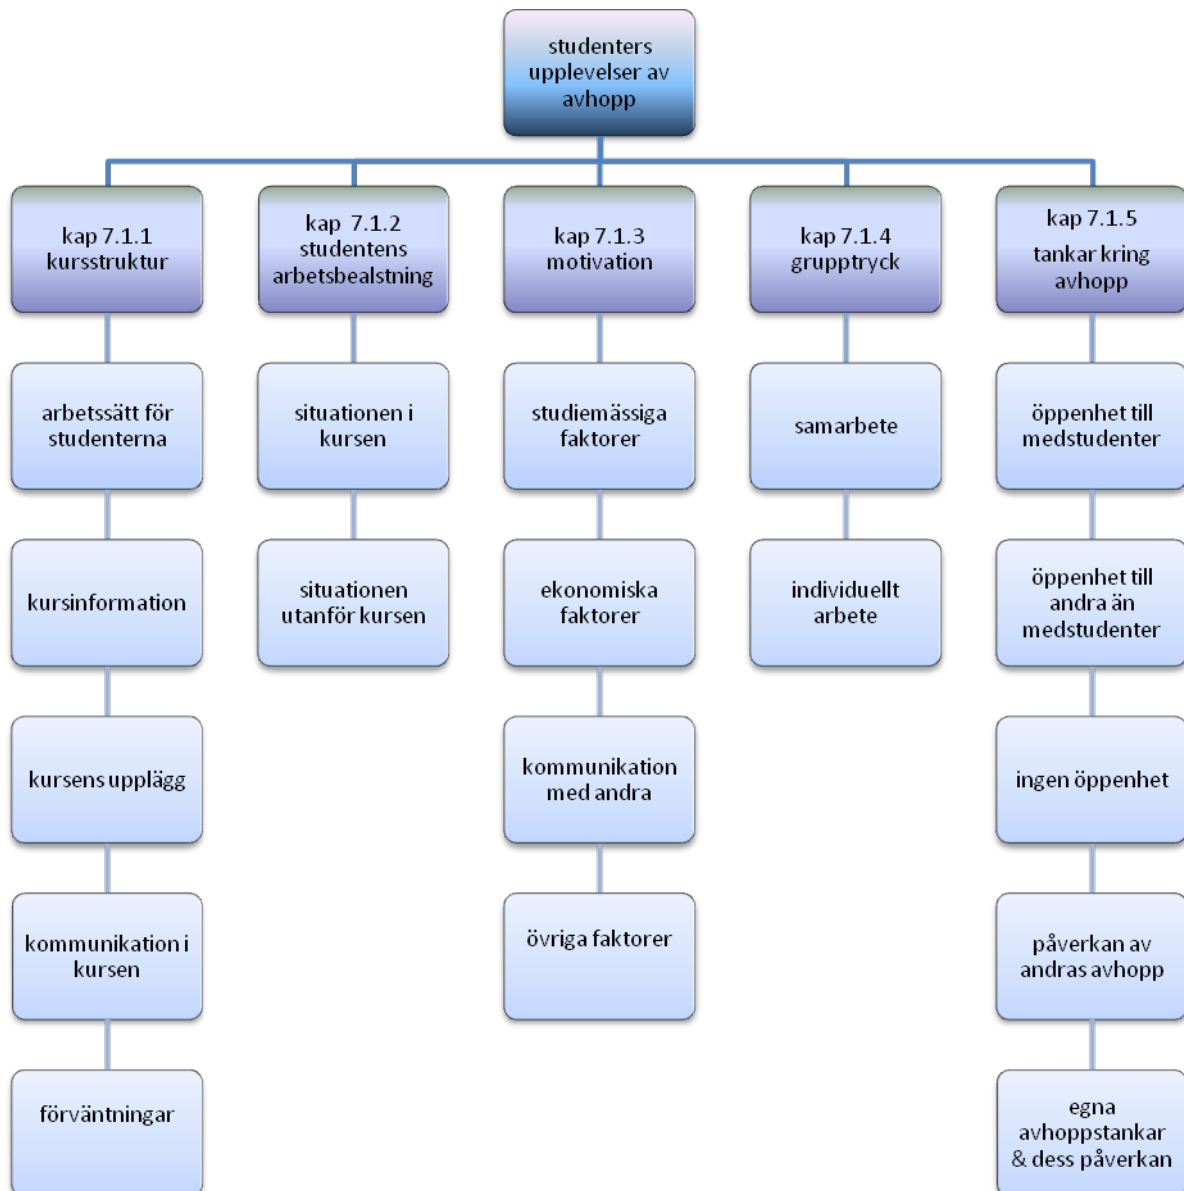 studenters
upplevelser av
avhopp
kap 7.1.1
kursstruktur
arbetssätt för
studenterna
kursinformation
kursens upplägg
kommunikation i
kursen
förväntningar
kap 7.1.2
studentens
arbetsbealstning
situationen i
kursen
situationen
utanför kursen
kap 7.1.3
motivation
studiemässiga
faktorer
ekonomiska
faktorer
kommunikation
med andra
övriga faktorer
kap 7.1.4
grupptryck
samarbete
individuellt
arbete
kap 7.1.5
tankar kring
avhopp
öppenhet till
medstudenter
öppenhet till
andra än
medstudenter
ingen öppenhet
påverkan av
andras avhopp
egna
avhoppstankar
& dess påverkan